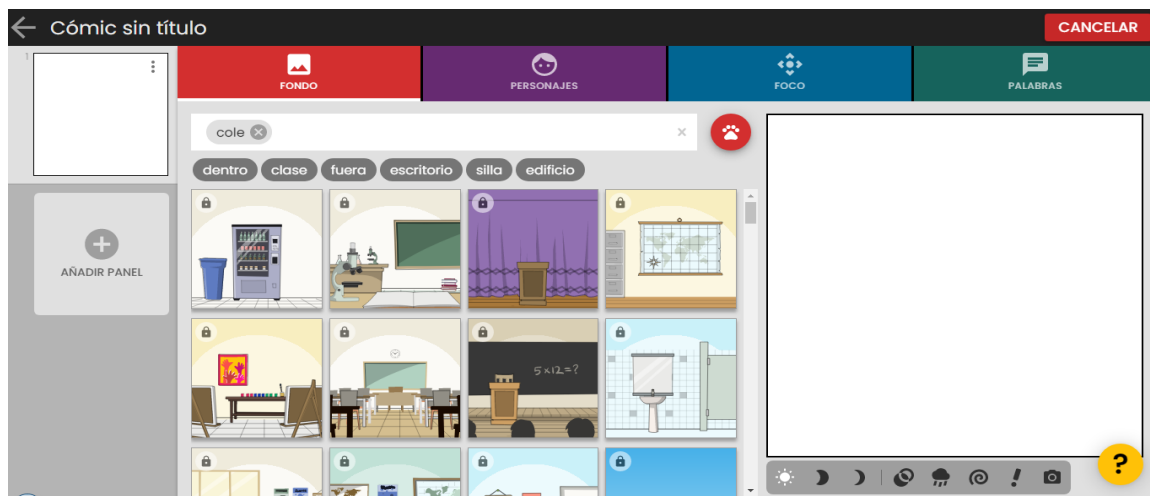 Cómic sin título
CANCELAR
1
FONDO
PERSONAJES
FOCO
PALABRAS
cole
dentro clase fuera escritorio silla edificio
AÑADIR PANEL
5x12=?
?